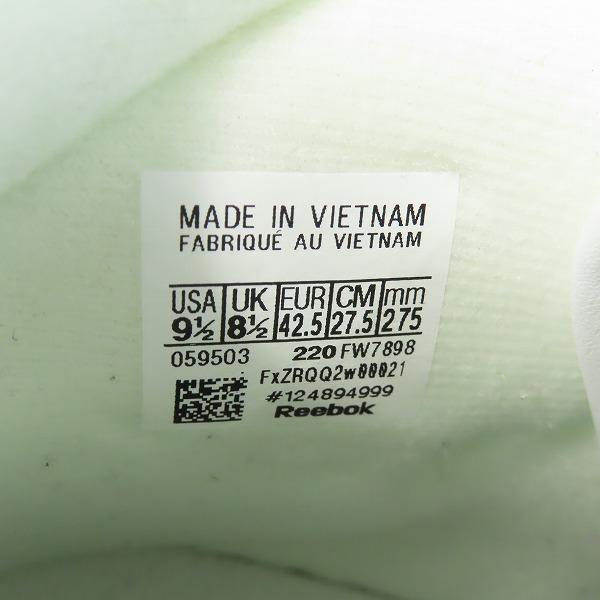 MADE IN VIETNAM
FABRIQUÉ AU VIETNAM
USA UK EUR CM mm
9½ 8½ 42.5 27.5 275
059503 220 FW7898
FxZRQQ2w00021
#124894999
Reebok